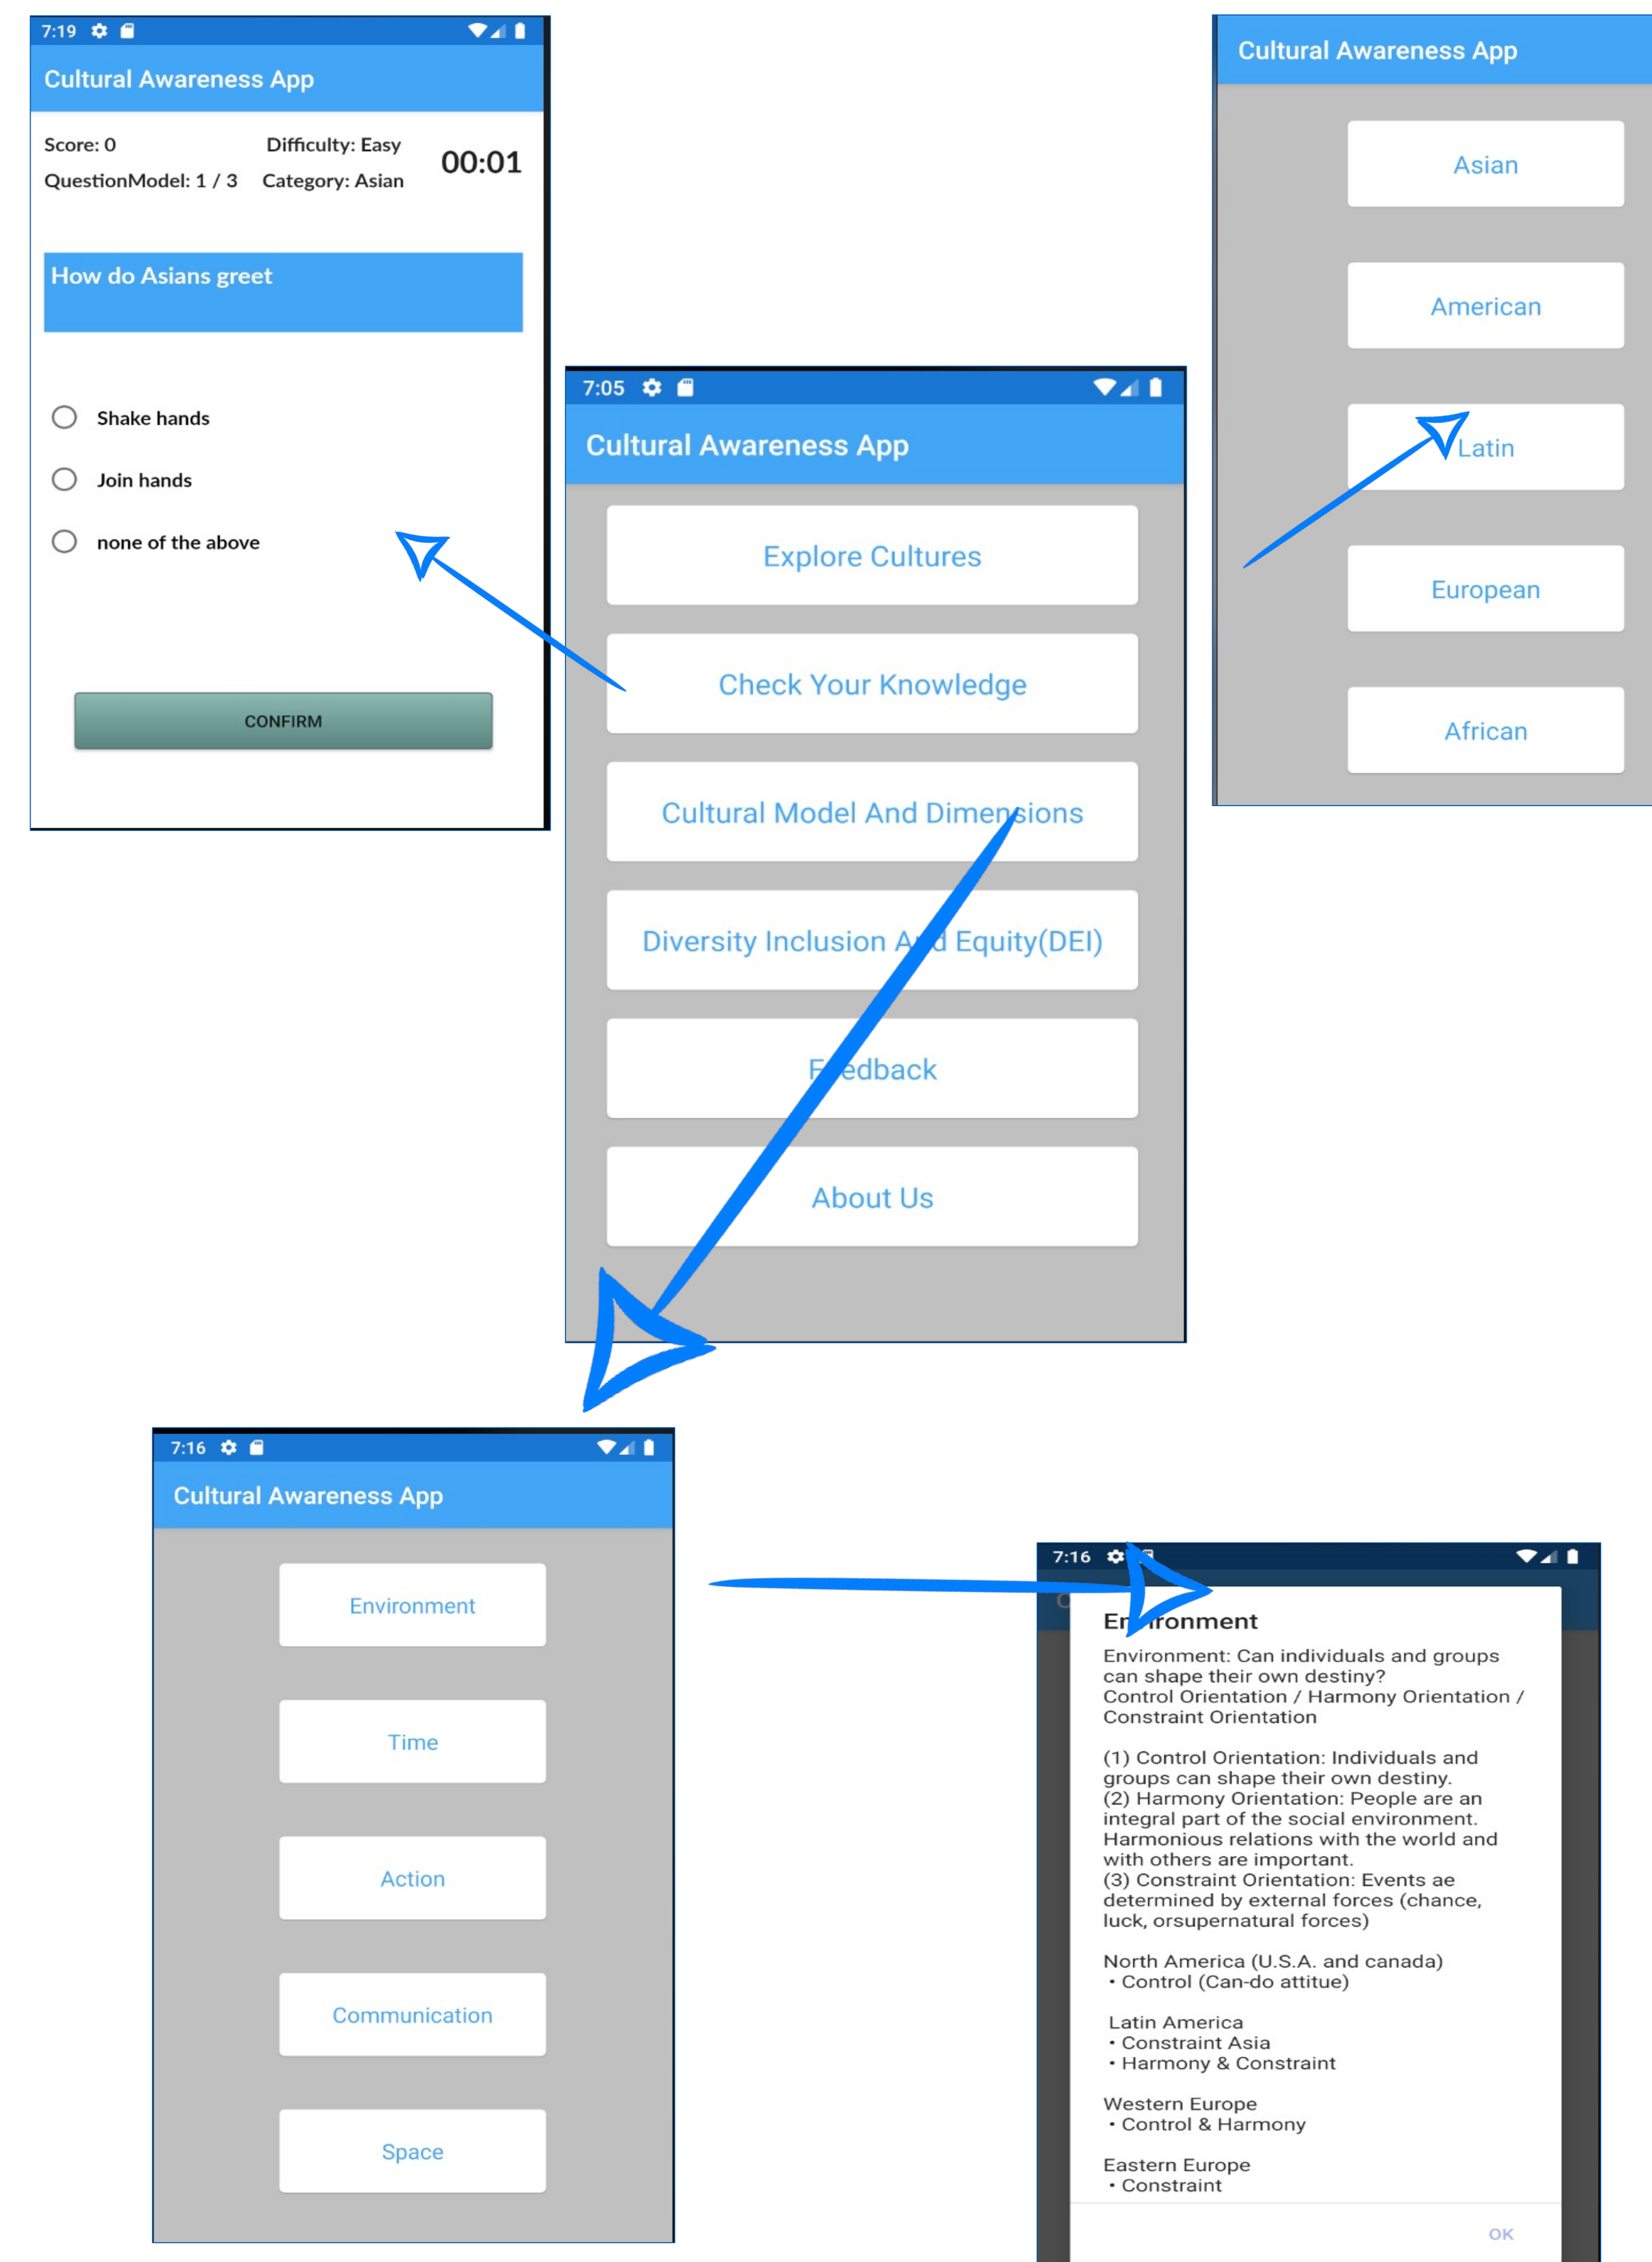 7:19
Cultural Awareness App
Score: 0
Difficulty: Easy
00:01
QuestionModel: 1 / 3
Category: Asian
How do Asians greet
Shake hands
Join hands
none of the above
CONFIRM
7:05
Cultural Awareness App
Explore Cultures
Check Your Knowledge
Cultural Model And Dimensions
Diversity Inclusion And Equity(DEI)
Feedback
About Us
Cultural Awareness App
Asian
American
Latin
European
African
7:16
Cultural Awareness App
Environment
Time
Action
Communication
Space
7:16
Environment
Environment: Can individuals and groups
can shape their own destiny?
Control Orientation / Harmony Orientation /
Constraint Orientation
(1) Control Orientation: Individuals and
groups can shape their own destiny.
(2) Harmony Orientation: People are an
integral part of the social environment.
Harmonious relations with the world and
with others are important.
(3) Constraint Orientation: Events ae
determined by external forces (chance,
luck, orsupernatural forces)
North America (U.S.A. and canada)
• Control (Can-do attitue)
Latin America
• Constraint Asia
• Harmony & Constraint
Western Europe
• Control & Harmony
Eastern Europe
• Constraint
OK